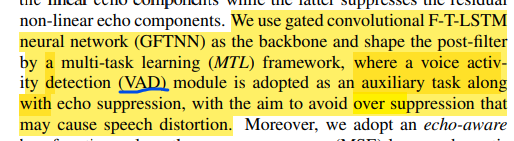 the linear echo components while the latter suppresses the residual
non-linear echo components. We use gated convolutional F-T-LSTM
neural network (GFTNN) as the backbone and shape the post-filter
by a multi-task learning (MTL) framework, where a voice activ-
ity detection (VAD) module is adopted as an auxiliary task along
with echo suppression, with the aim to avoid over suppression that
may cause speech distortion. Moreover, we adopt an echo-aware